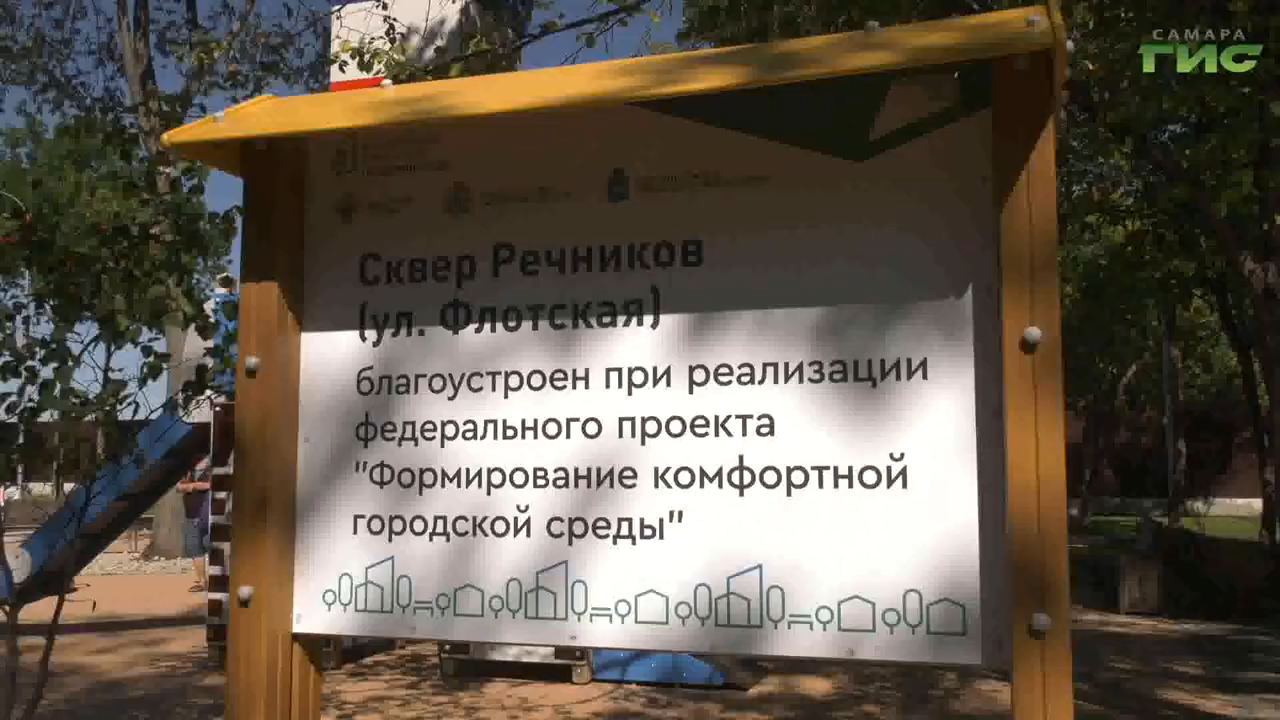 САМАРА
ГИС
Сквер Речников
(ул. Флотская)
благоустроен при реализации
федерального проекта
"Формирование комфортной
городской среды"